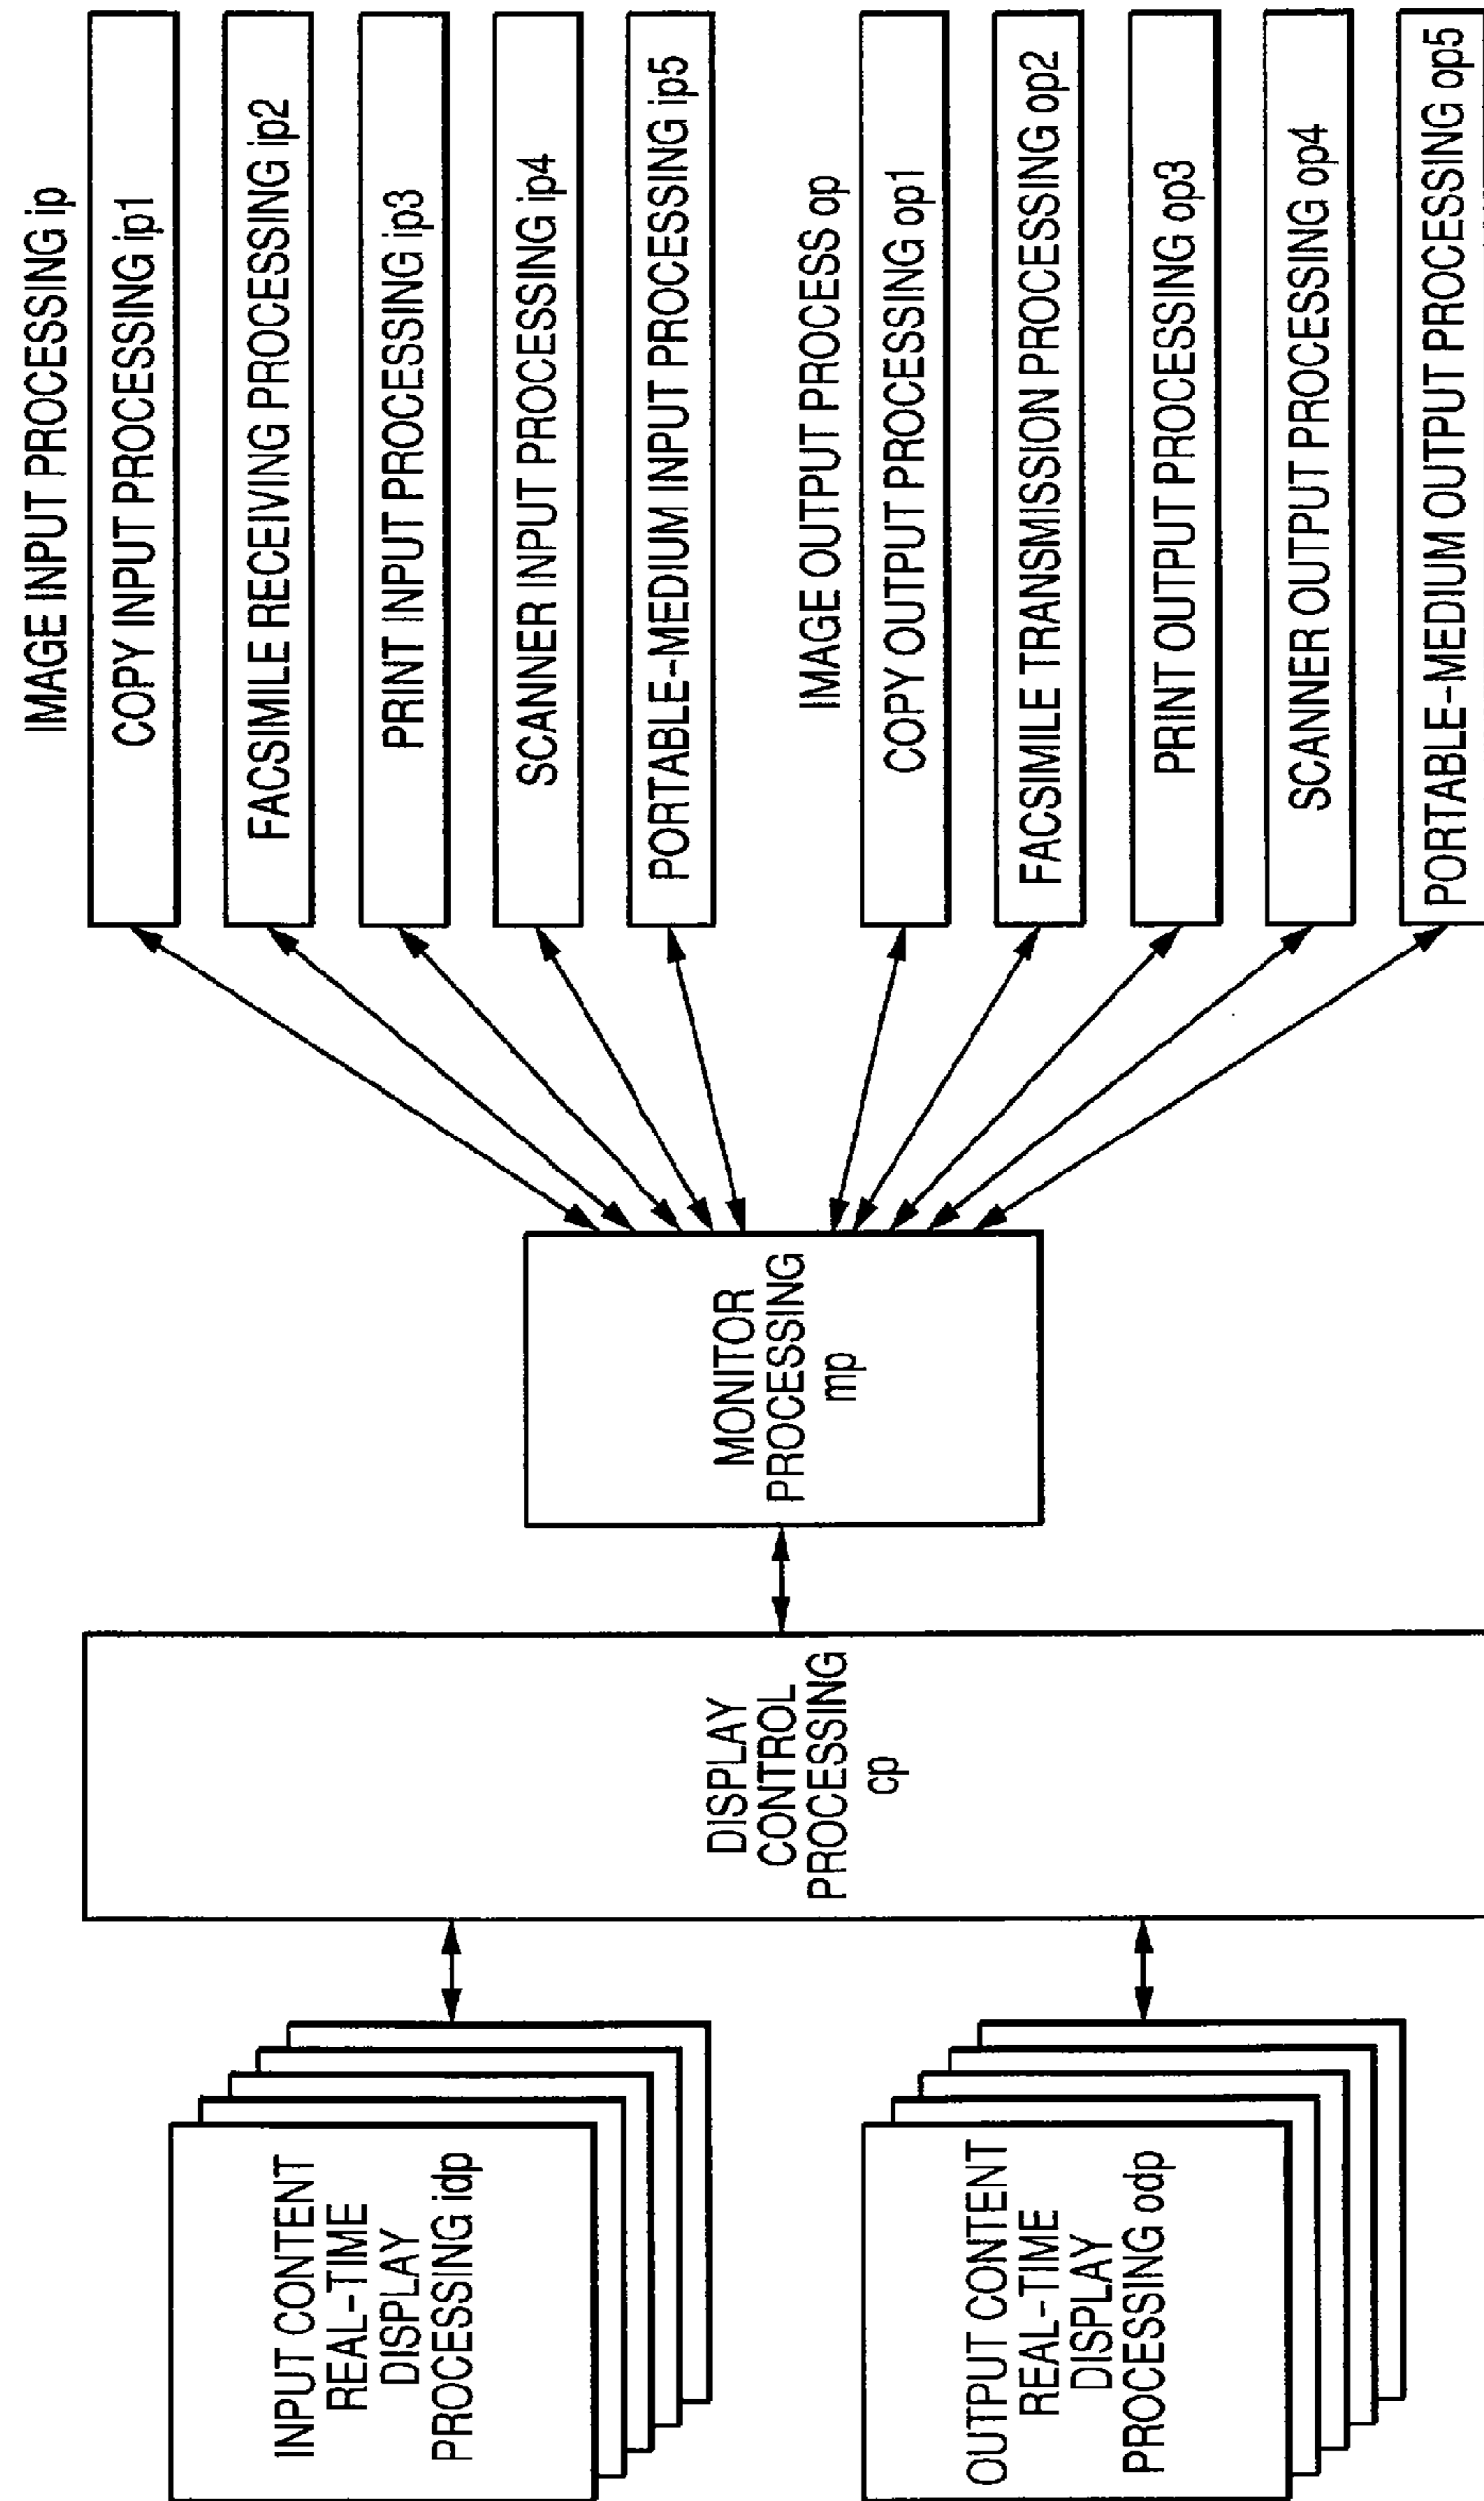 INPUT CONTENT
REAL-TIME
DISPLAY
PROCESSING idp
OUTPUT CONTENT
REAL-TIME
DISPLAY
PROCESSING odp
DISPLAY
CONTROL
PROCESSING
cp
MONITOR
PROCESSING
mp
IMAGE INPUT PROCESSING ip
COPY INPUT PROCESSING ip1
FACSIMILE RECEIVING PROCESSING ip2
PRINT INPUT PROCESSING ip3
SCANNER INPUT PROCESSING ip4
PORTABLE-MEDIUM INPUT PROCESSING ip5
IMAGE OUTPUT PROCESS op
COPY OUTPUT PROCESSING op1
FACSIMILE TRANSMISSION PROCESSING op2
PRINT OUTPUT PROCESSING op3
SCANNER OUTPUT PROCESSING op4
PORTABLE-MEDIUM OUTPUT PROCESSING op5